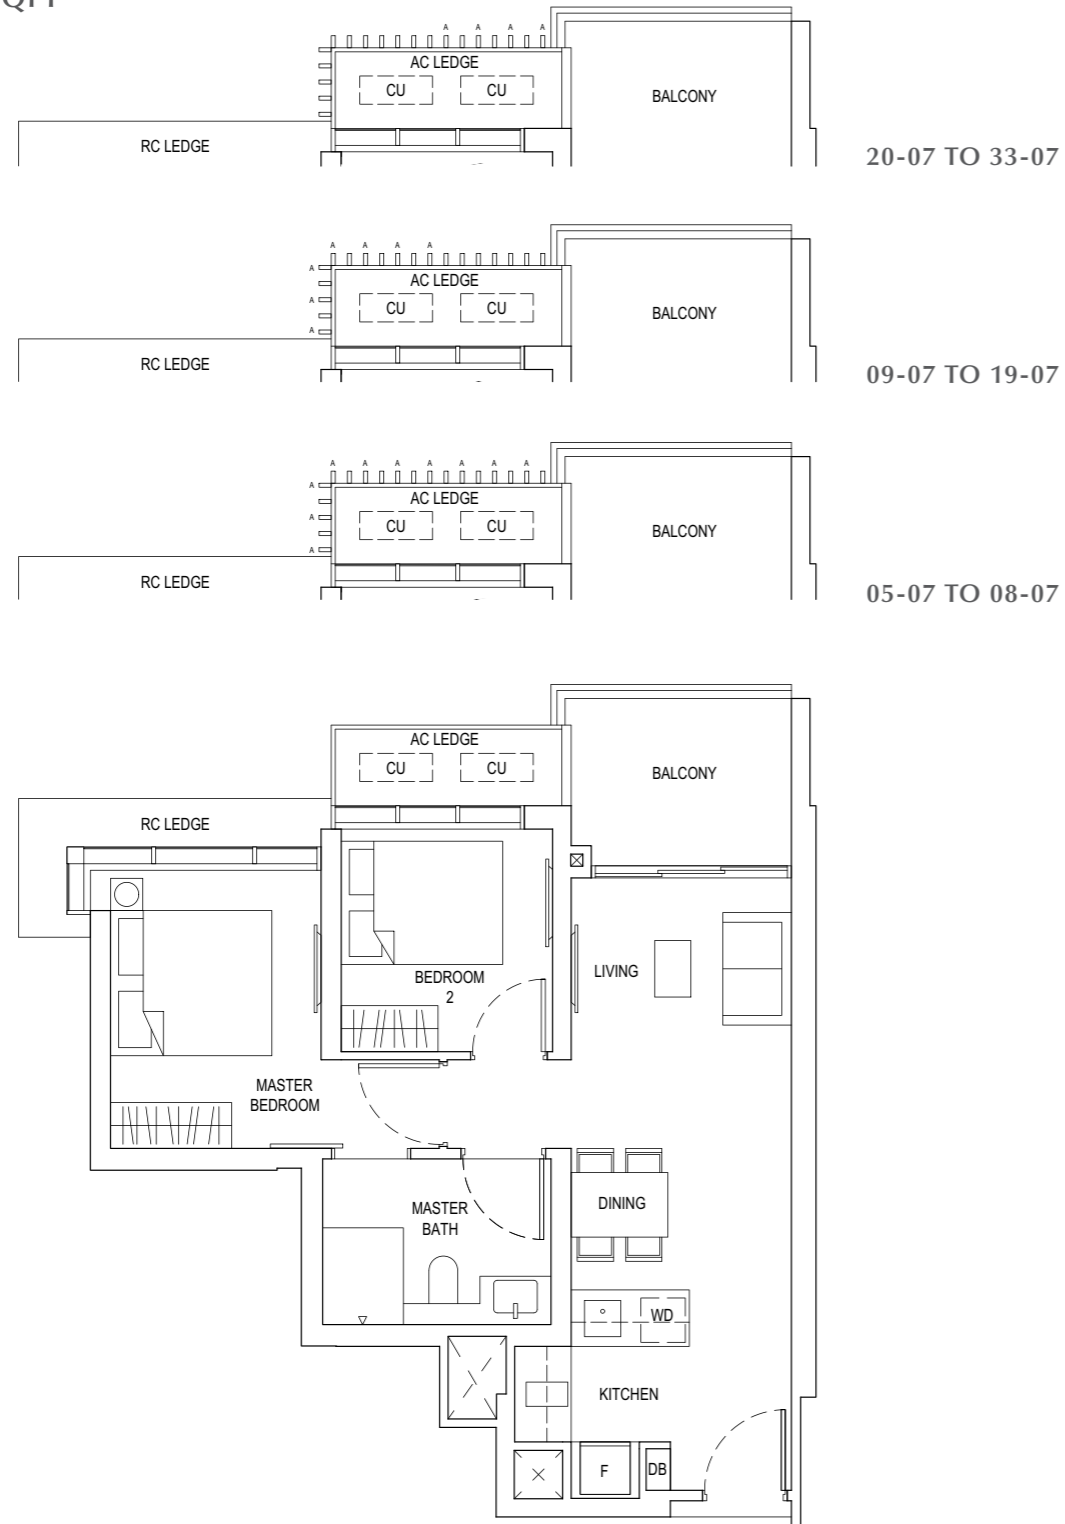 A A A A
AC LEDGE
CU CU
BALCONY
RC LEDGE
20-07 TO 33-07
A A A A
A
AC LEDGE
A
CU CU
BALCONY
A
RC LEDGE
09-07 TO 19-07
A A A A A A A
A
AC LEDGE
A
CU CU
BALCONY
A
RC LEDGE
05-07 TO 08-07
AC LEDGE
CU CU
BALCONY
RC LEDGE
LIVING
BEDROOM
2
MASTER
BEDROOM
MASTER
BATH
DINING
WD
KITCHEN
F
DB